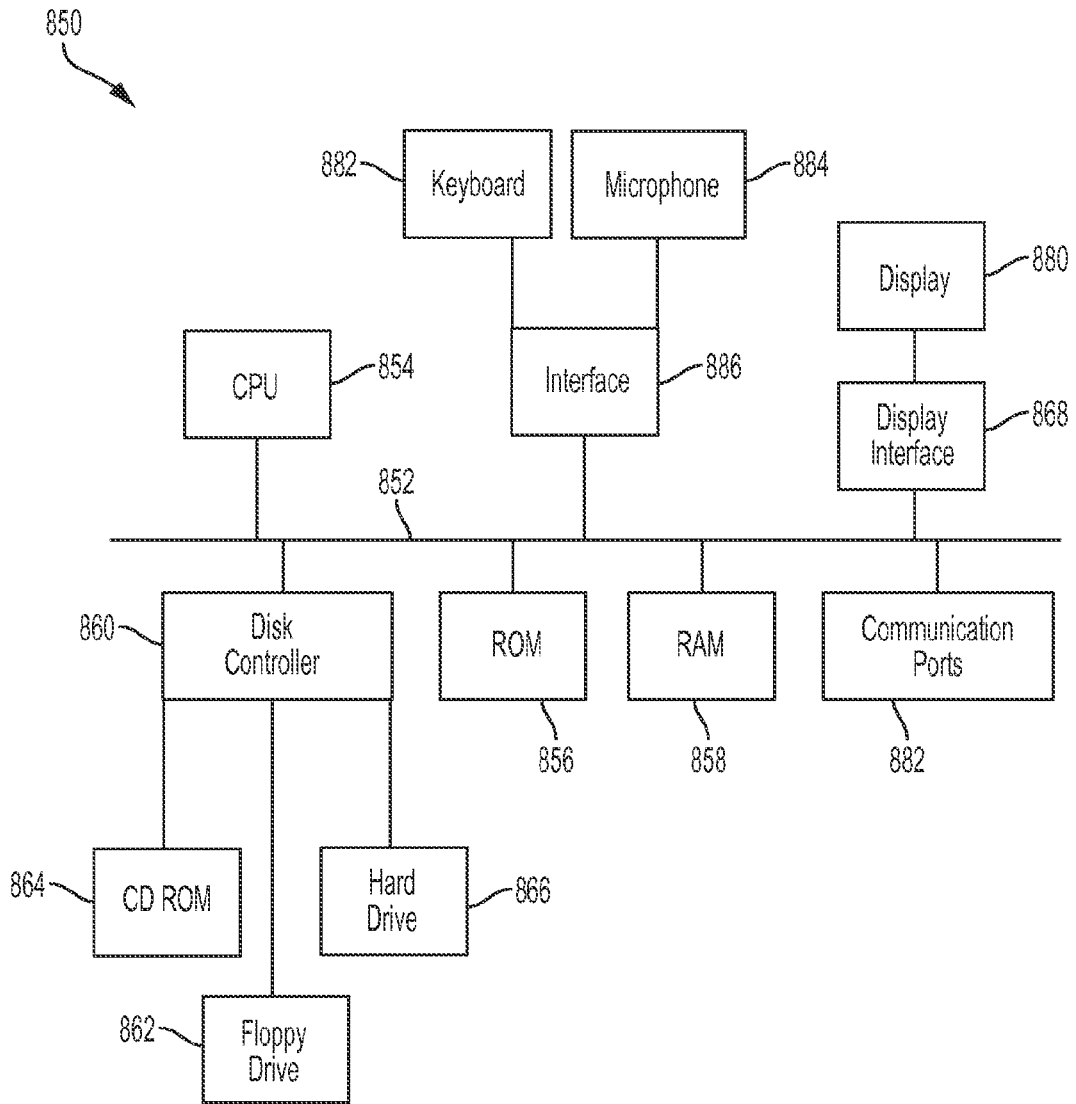 850
882
Keyboard
Microphone
884
Display
880
CPU
854
Interface
886
Display
Interface
868
852
860
Disk
Controller
ROM
RAM
Communication
Ports
856
858
882
864
CD ROM
Hard
Drive
866
862
Floppy
Drive